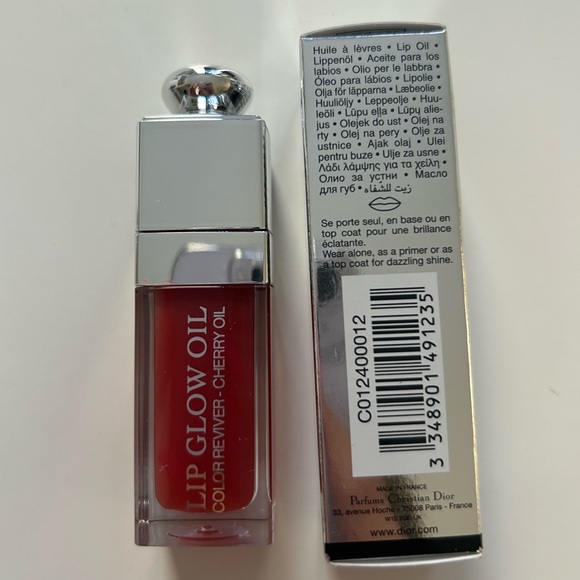 LIP GLOW OIL
COLOR REVIVER - CHERRY OIL
Huile à lèvres • Lip Oil •
Lippenöl • Aceite para los
labios • Olio per le labbra •
Óleo para lábios • Lipolie •
Olja för läpparna • Læbeolie •
Huuliöljy • Leppeolje • Huu-
leõli • Lūpu eļļa • Lūpų alie-
jus • Olejek do ust • Olej na
rty • Olej na pery • Olje za
ustnice • Ajak olaj • Ulei
pentru buze • Ulje za usne •
Λάδι λάμψης για τα χείλη •
Олио за устни • Масло
для губ • زيت للشفاه
Se porte seul, en base ou en
top coat pour une brillance
éclatante.
Wear alone, as a primer or as
a top coat for dazzling shine.
C012400012
3 348901 491235
MADE IN FRANCE
Parfums Christian Dior
33, avenue Hoche - 75008 Paris - France
UK
www.dior.com